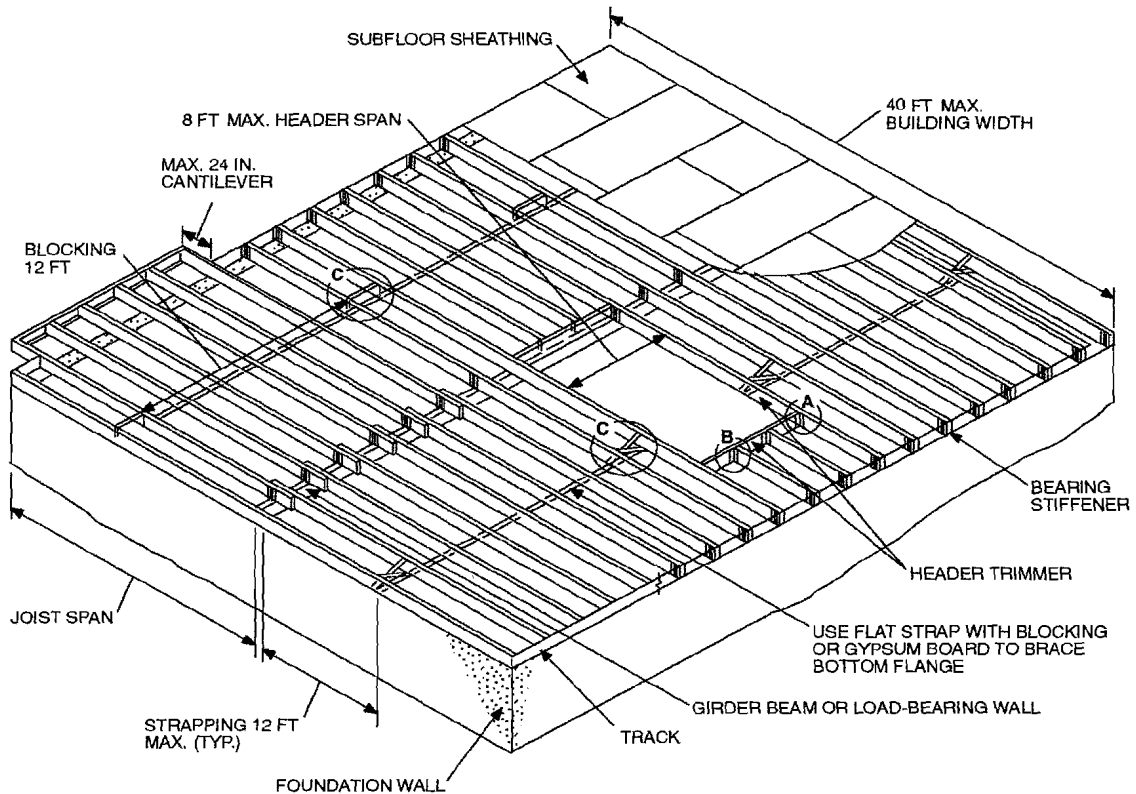 SUBFLOOR SHEATHING
40 FT MAX.
BUILDING WIDTH
8 FT MAX. HEADER SPAN
MAX. 24 IN.
CANTILEVER
BLOCKING
12 FT
C
C
A
B
BEARING
STIFFENER
HEADER TRIMMER
JOIST SPAN
USE FLAT STRAP WITH BLOCKING
OR GYPSUM BOARD TO BRACE
BOTTOM FLANGE
GIRDER BEAM OR LOAD-BEARING WALL
STRAPPING 12 FT
MAX. (TYP.)
TRACK
FOUNDATION WALL